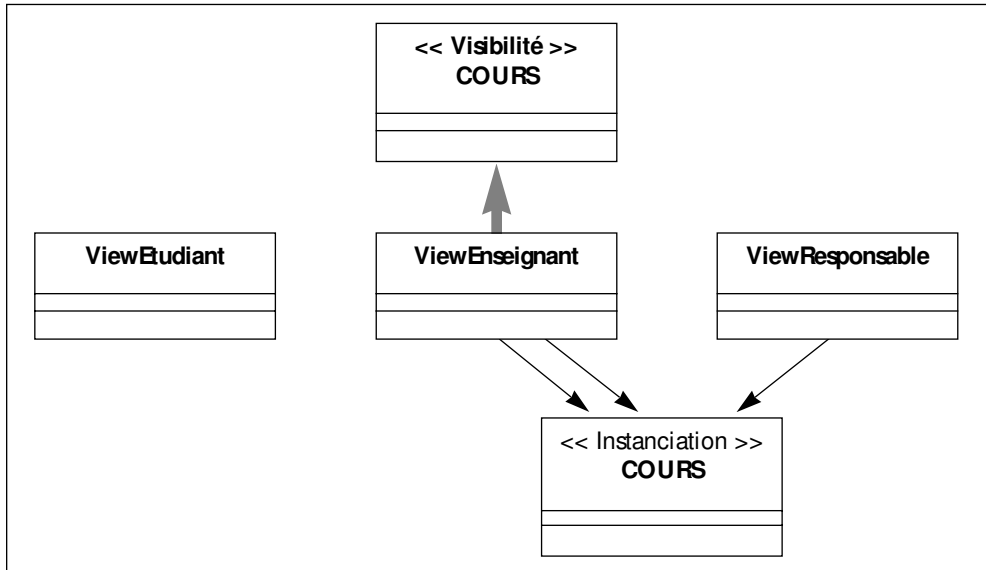 << Visibilité >>
COURS
ViewEtudiant
ViewEnseignant
ViewResponsable
<< Instanciation >>
COURS